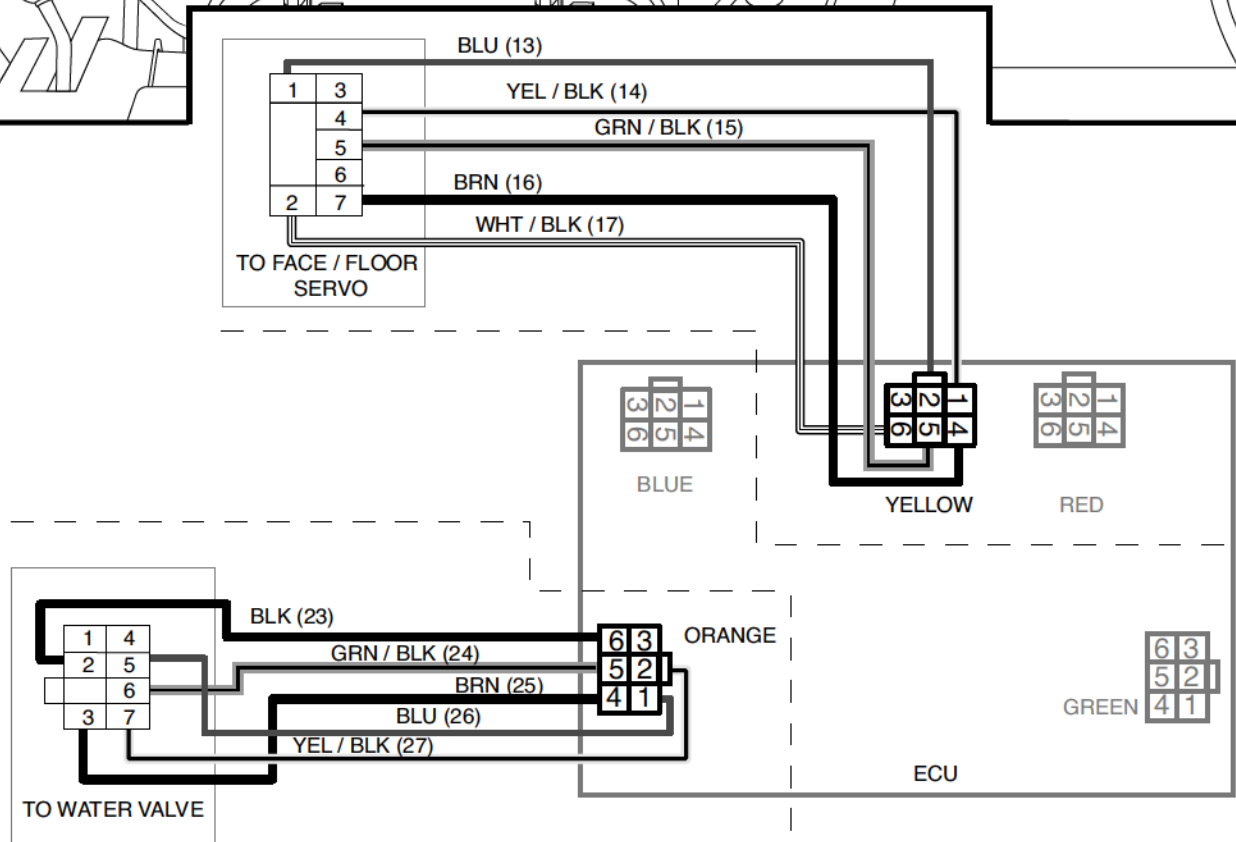 BLU (13)
1 3
YEL / BLK (14)
4
GRN / BLK (15)
5
6
BRN (16)
2 7
WHT / BLK (17)
TO FACE / FLOOR
SERVO
3 2 1
6 5 4
BLUE
3 2 1
6 5 4
YELLOW
3 2 1
6 5 4
RED
BLK (23)
1 4
2 5
6
3 7
GRN / BLK (24)
BRN (25)
BLU (26)
YEL / BLK (27)
TO WATER VALVE
6 3
5 2
4 1
ORANGE
6 3
5 2
4 1
GREEN
ECU